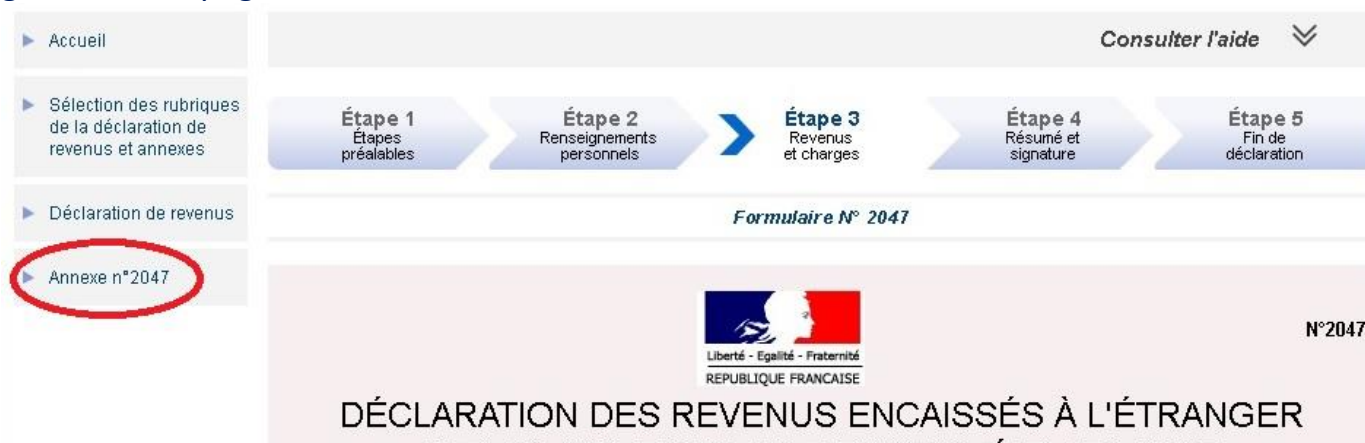 Accueil
Consulter l'aide
Sélection des rubriques
de la déclaration de
revenus et annexes
Étape 1
Étapes
préalables
Étape 2
Renseignements
personnels
Étape 3
Revenus
et charges
Étape 4
Résumé et
signature
Étape 5
Fin de
déclaration
Déclaration de revenus
Formulaire N° 2047
Annexe n°2047
Liberté - Egalité - Fraternité
REPUBLIQUE FRANCAISE
N°2047
DÉCLARATION DES REVENUS ENCAISSÉS À L'ÉTRANGER